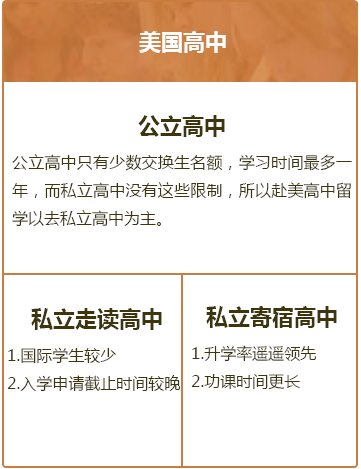 美国高中
公立高中
公立高中只有少数交换生名额，学习时间最多一
年，而私立高中没有这些限制，所以赴美高中留
学以去私立高中为主。
私立走读高中
1.国际学生较少
2.入学申请截止时间较晚
私立寄宿高中
1.升学率遥遥领先
2.功课时间更长